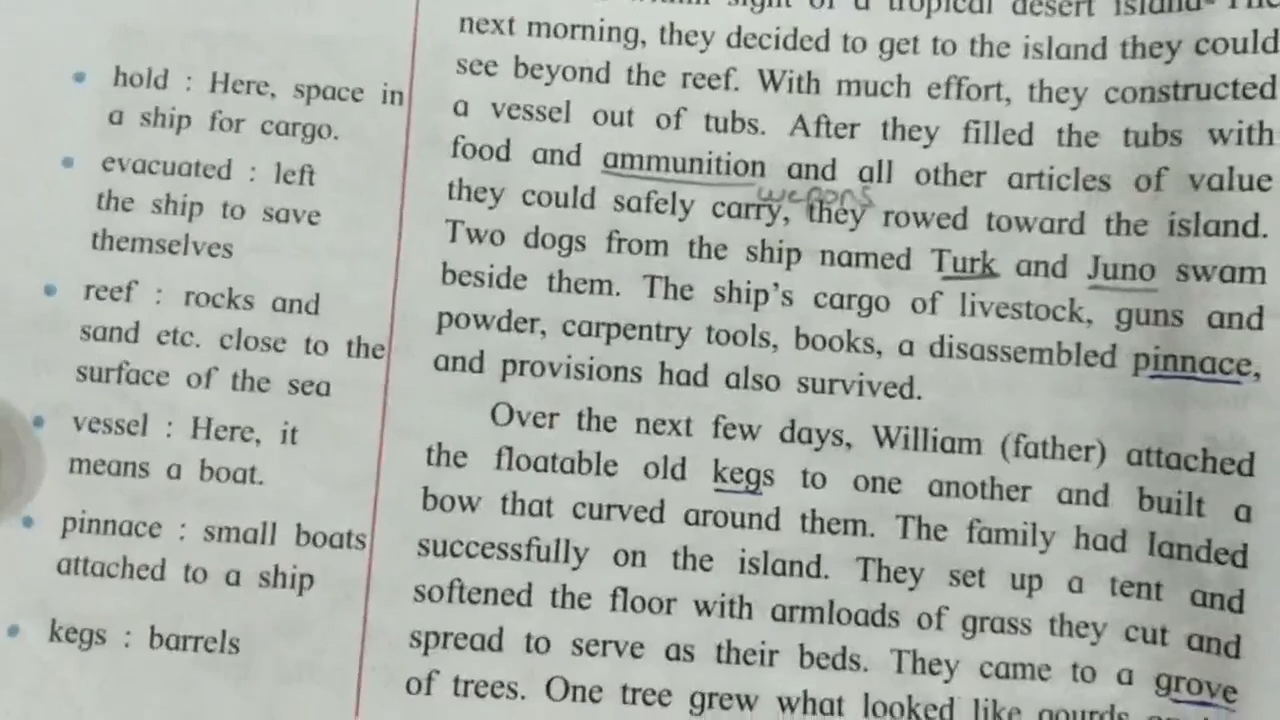 hold : Here, space in
a ship for cargo.
evacuated : left
the ship to save
themselves
reef : rocks and
sand etc. close to the
surface of the sea
vessel : Here, it
means a boat.
pinnace : small boats
attached to a ship
kegs : barrels
sight of a tropical desert island
next morning, they decided to get to the island they could
see beyond the reef. With much effort, they constructed
a vessel out of tubs. After they filled the tubs with
food and ammunition and all other articles of value
wepons
they could safely carry, they rowed toward the island.
Two dogs from the ship named Turk and Juno swam
beside them. The ship's cargo of livestock, guns and
powder, carpentry tools, books, a disassembled pinnace,
and provisions had also survived.
Over the next few days, William (father) attached
the floatable old kegs to one another and built a
bow that curved around them. The family had landed
successfully on the island. They set up a tent and
softened the floor with armloads of grass they cut and
spread to serve as their beds. They came to a grove
of trees. One tree grew what looked like gourds